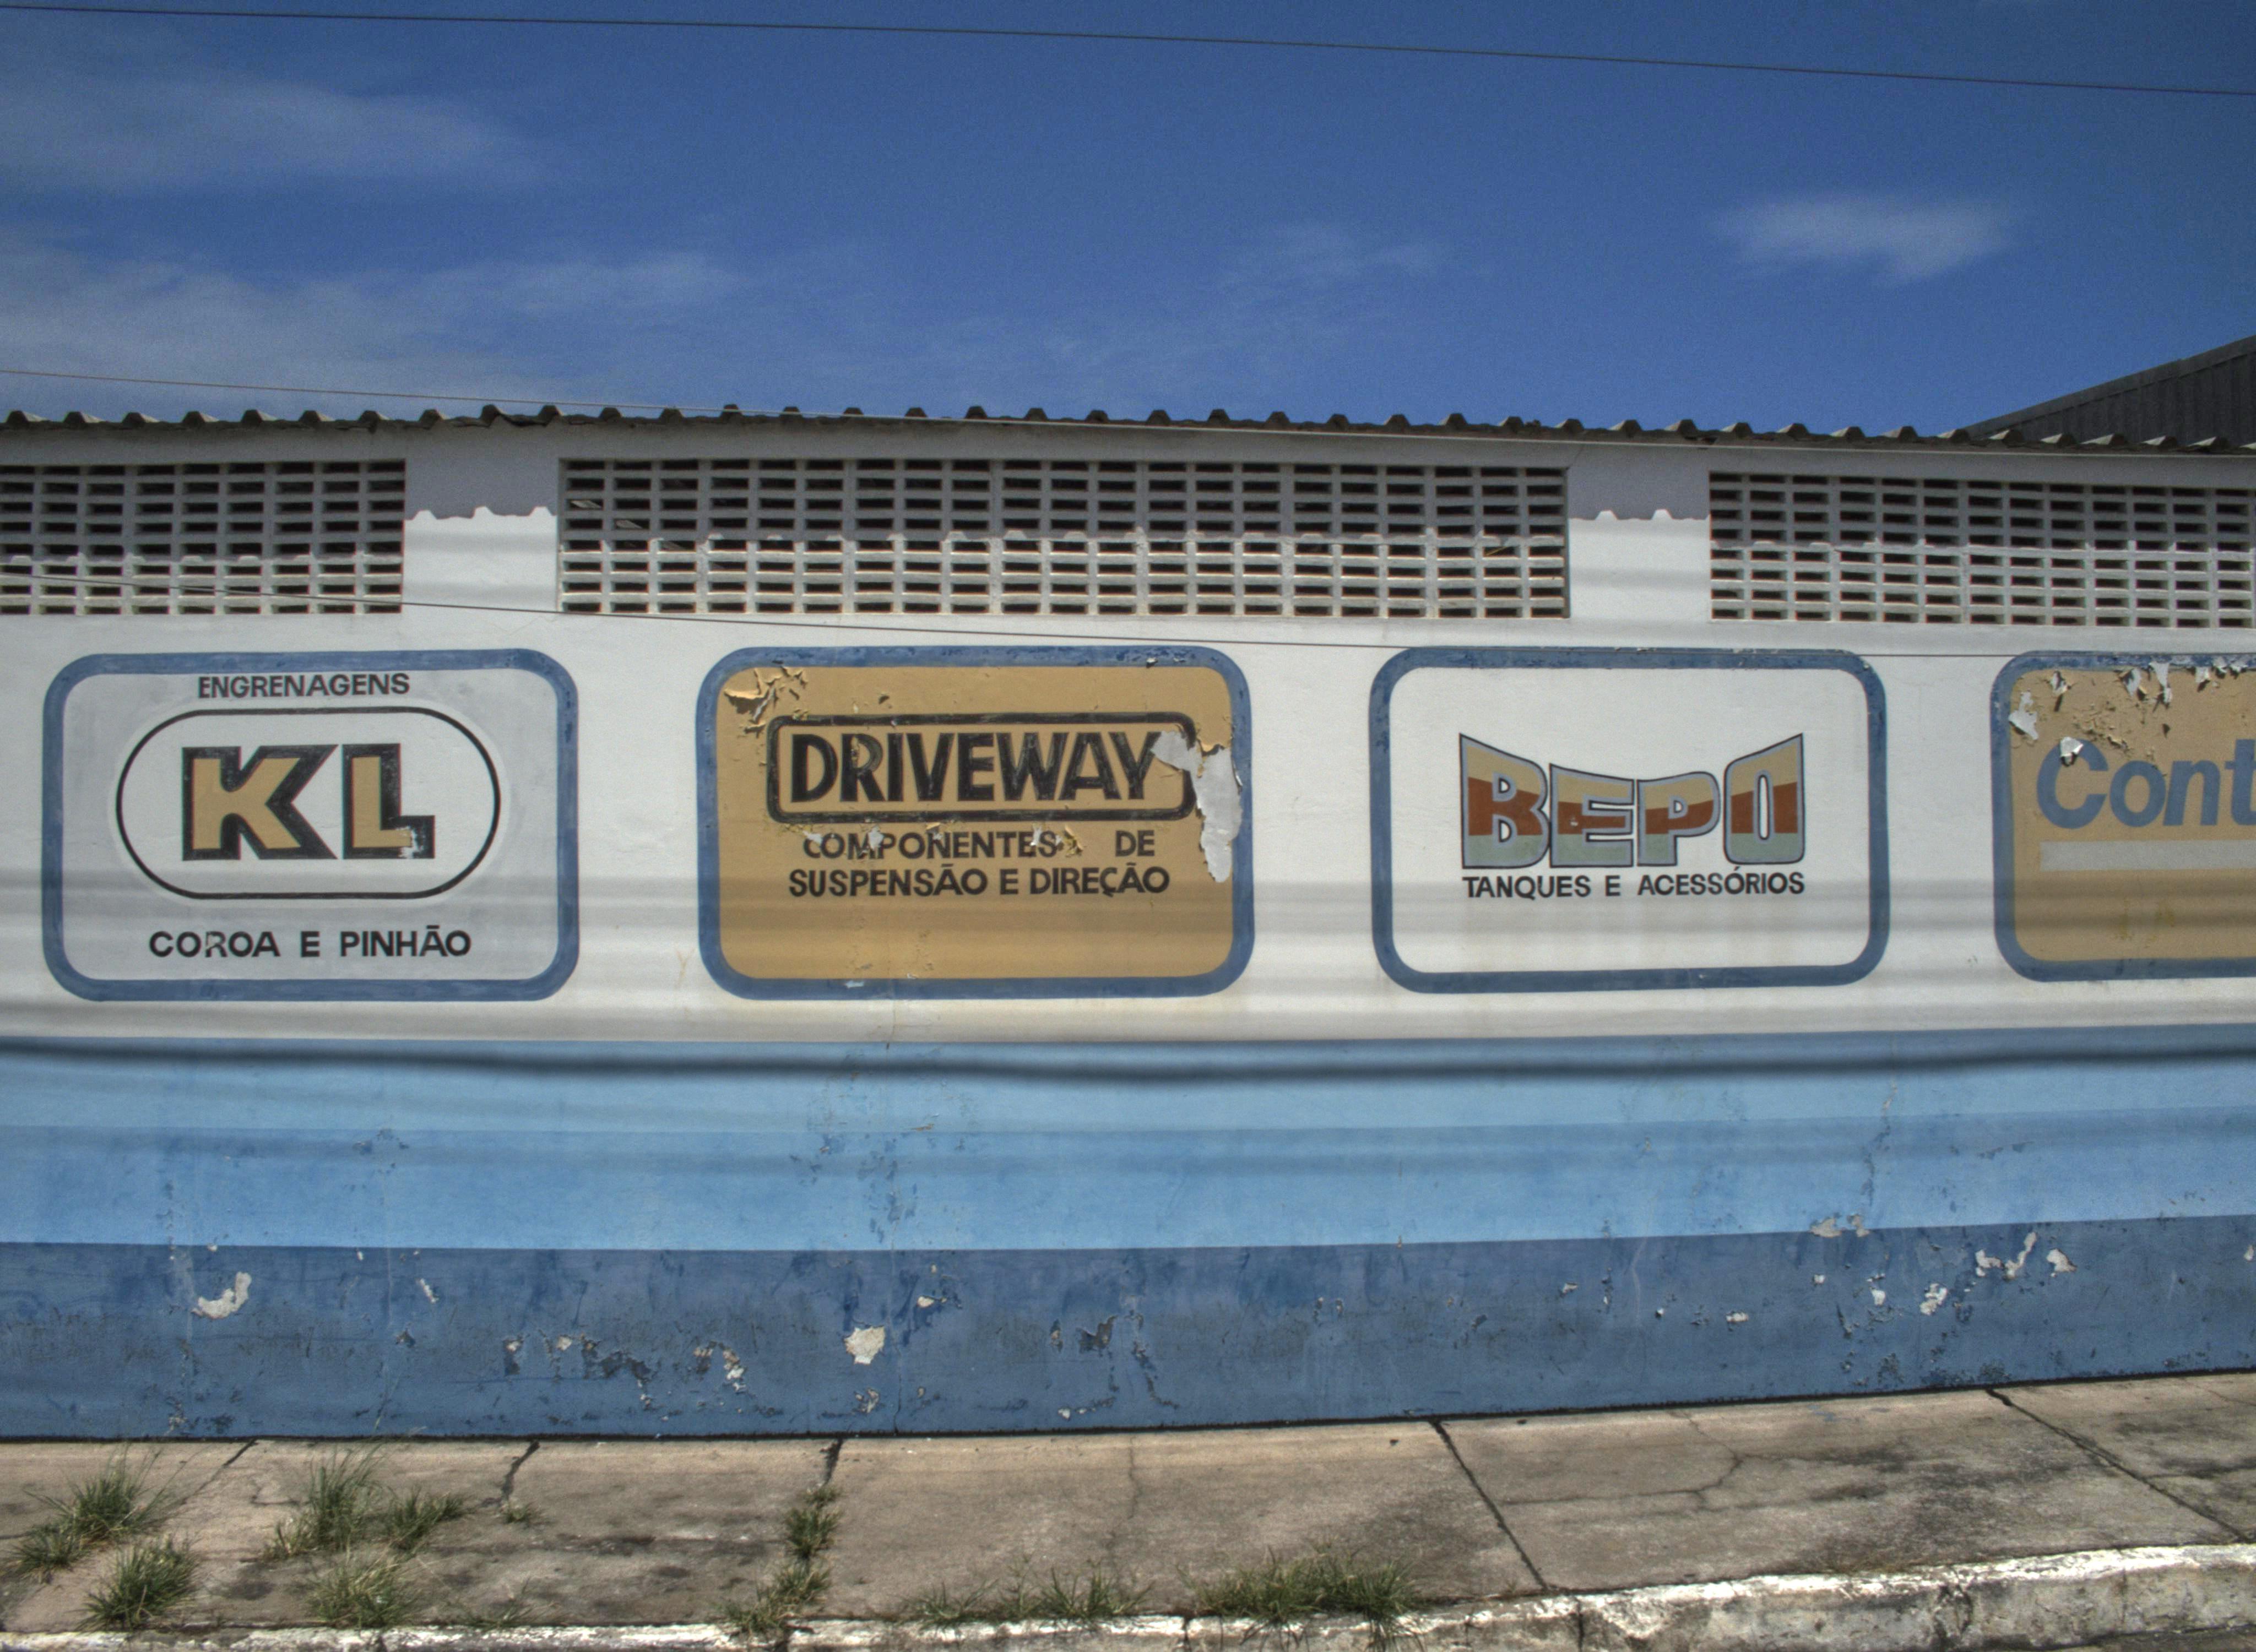 ENGRENAGENS
KL
COROA E PINHÃO
DRIVEWAY
COMPONENTES DE
SUSPENSÃO E DIREÇÃO
BEPO
TANQUES E ACESSÓRIOS
Cont